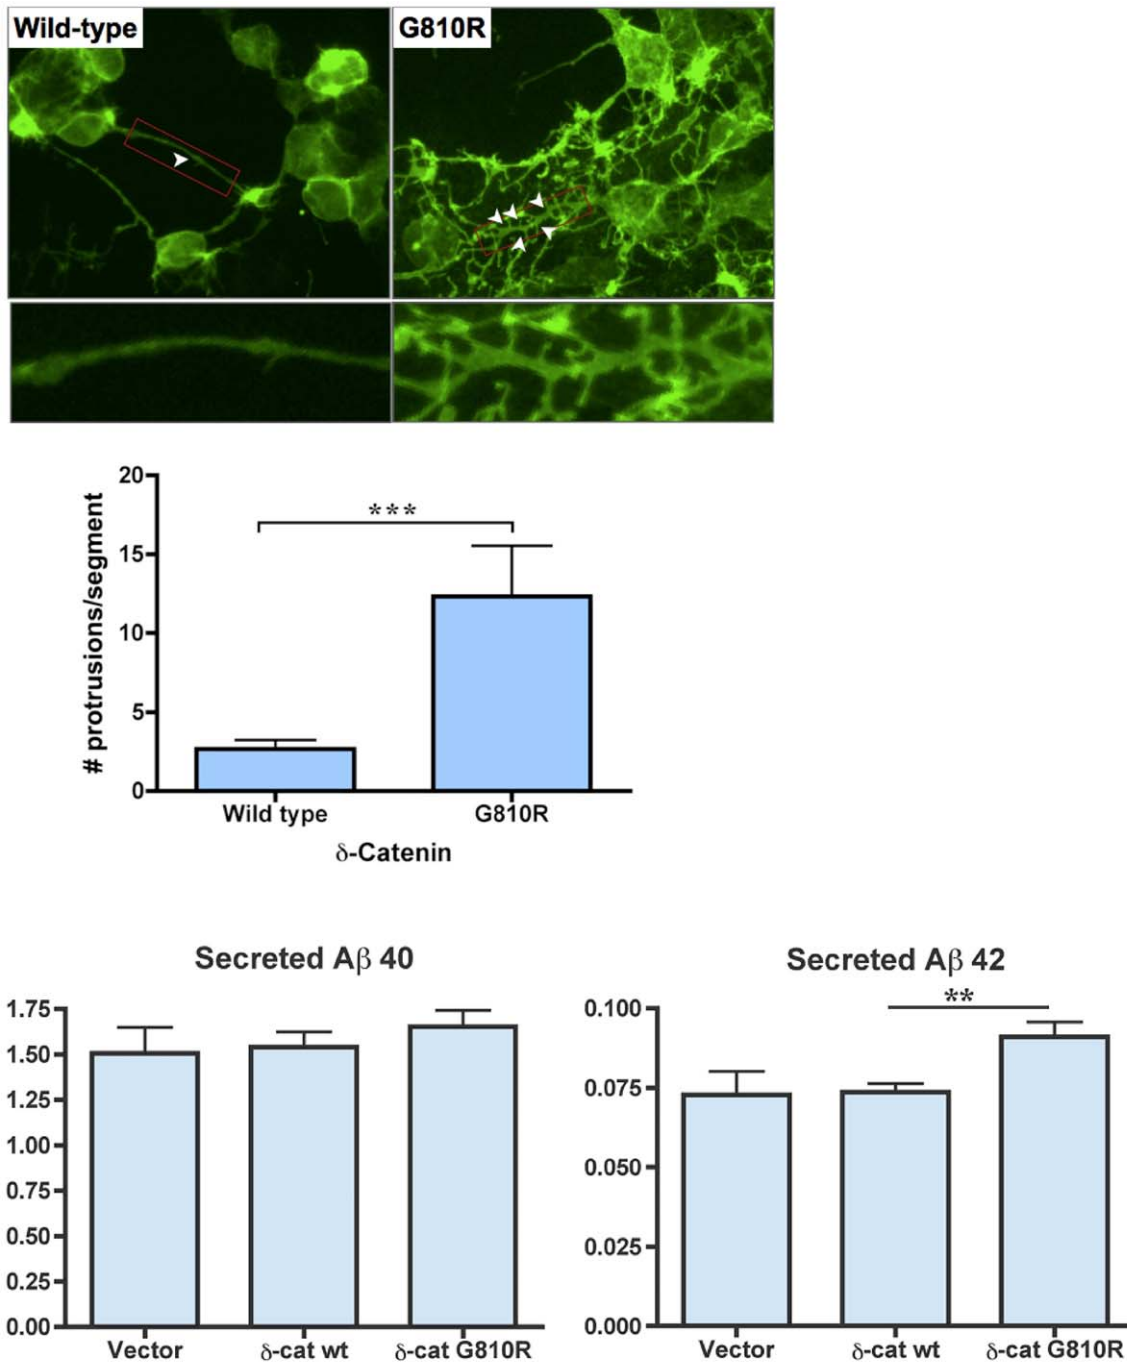 Wild-type
G810R
# protrusions/segment
20
15
10
5
0
***
Wild type
G810R
δ-Catenin
Secreted Aβ 40
1.75
1.50
1.25
1.00
0.75
0.50
0.25
0.00
Vector
δ-cat wt
δ-cat G810R
Secreted Aβ 42
**
0.100
0.075
0.050
0.025
0.000
Vector
δ-cat wt
δ-cat G810R